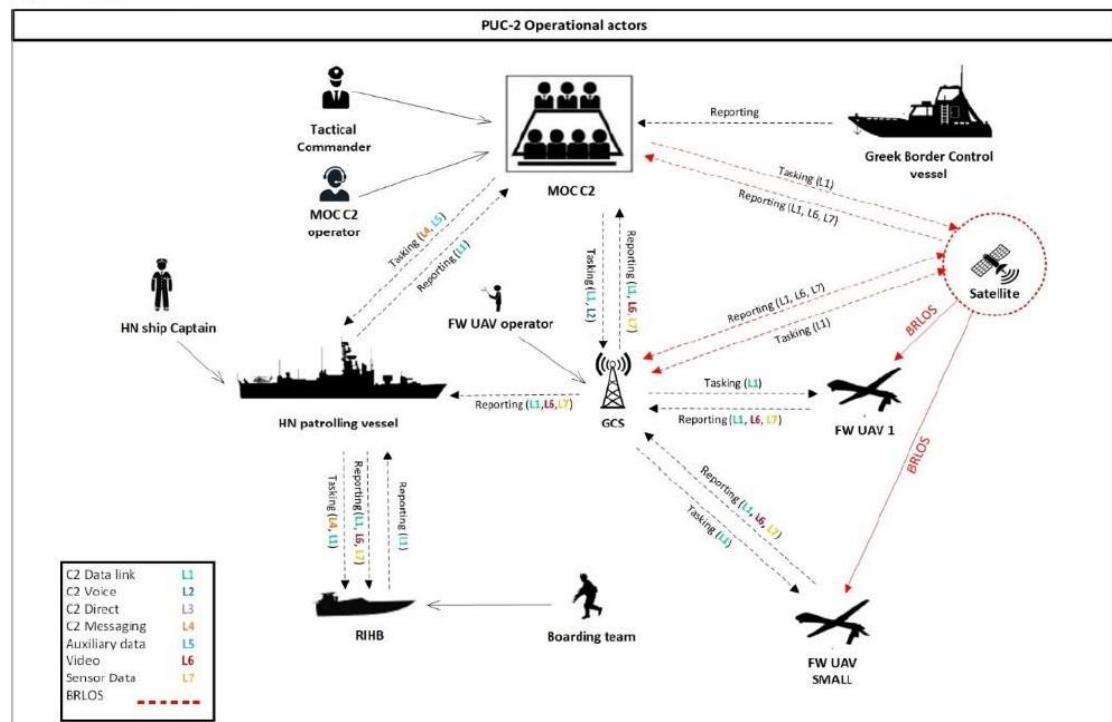 PUC-2 Operational actors
Tactical
Commander
MOC C2
operator
MOC C2
Reporting
Greek Border Control
vessel
Tasking (L1)
Reporting (L1, L6, L7)
Satellite
Tasking (L4, L5)
Reporting (L1)
Tasking (L1, L2)
Reporting (L1, L6, L7)
Reporting (L1, L6, L7)
Tasking (L1)
BRLOS
BRLOS
HN ship Captain
FW UAV operator
HN patrolling vessel
Reporting (L1,L6,L7)
GCS
Tasking (L1)
Reporting (L1, L6, L7)
FW UAV 1
Reporting (L1, L6, L7)
Tasking (L1)
Tasking (L4, L1)
Reporting (L1, L6, L7)
Reporting (L1)
RIHB
Boarding team
FW UAV
SMALL
C2 Data link L1
C2 Voice L2
C2 Direct L3
C2 Messaging L4
Auxiliary data L5
Video L6
Sensor Data L7
BRLOS